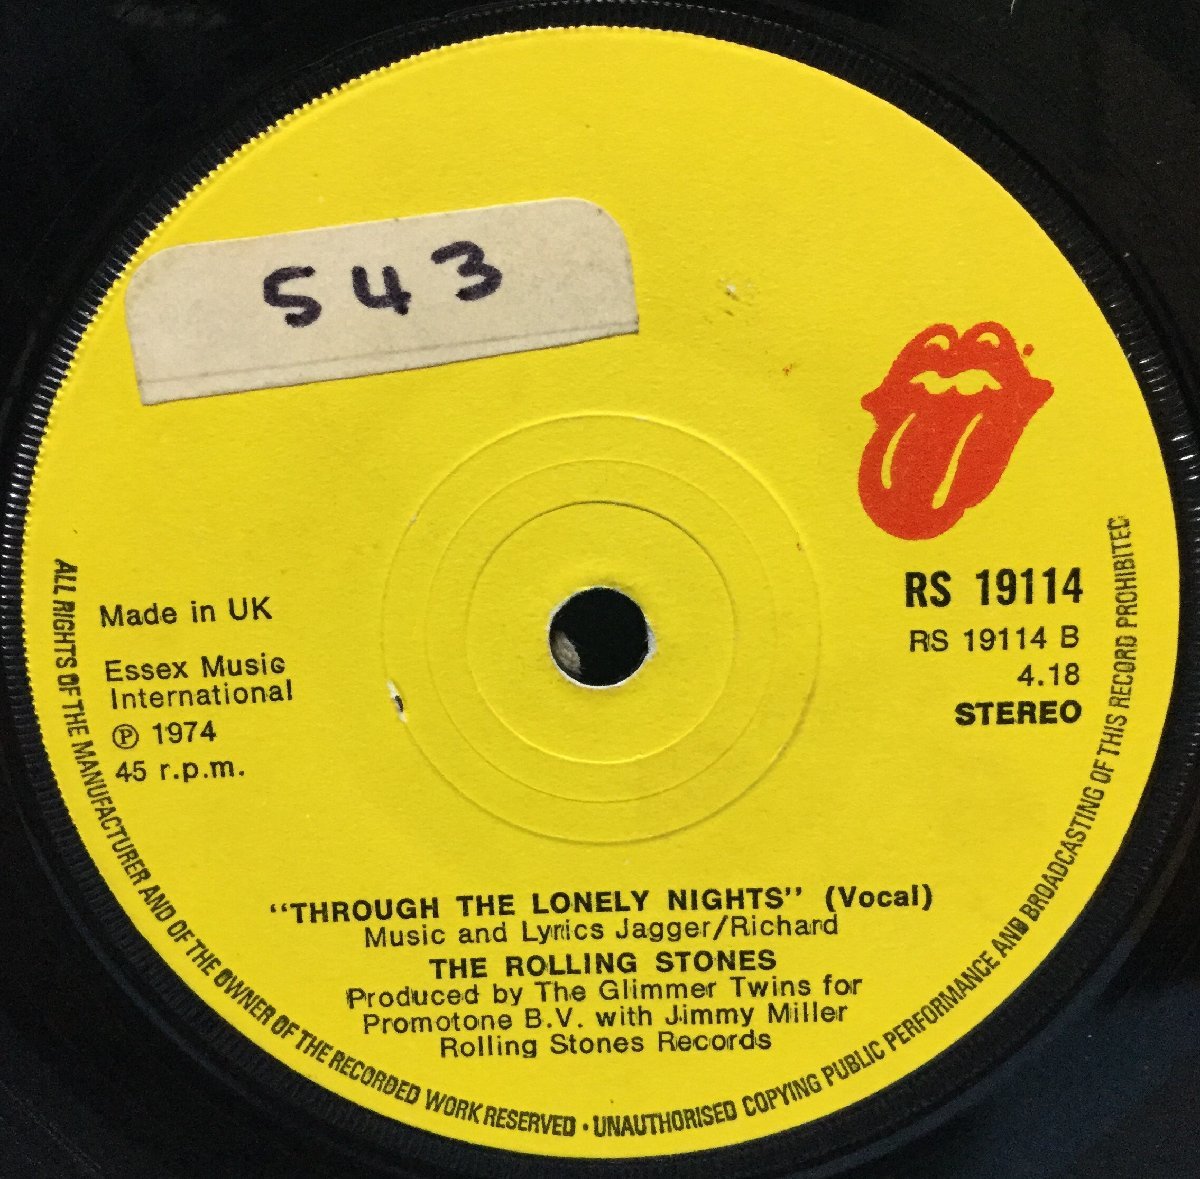 543
RS 19114
RS 19114 B
4.18
STEREO
Made in UK
Essex Music
International
℗ 1974
45 r.p.m.
"THROUGH THE LONELY NIGHTS" (Vocal)
Music and Lyrics Jagger/Richard
THE ROLLING STONES
Produced by The Glimmer Twins for
Promotone B.V. with Jimmy Miller
Rolling Stones Records
ALL RIGHTS OF THE MANUFACTURER AND OF THE OWNER OF THE RECORDED WORK RESERVED · UNAUTHORISED COPYING PUBLIC PERFORMANCE AND BROADCASTING OF THIS RECORD PROHIBITED